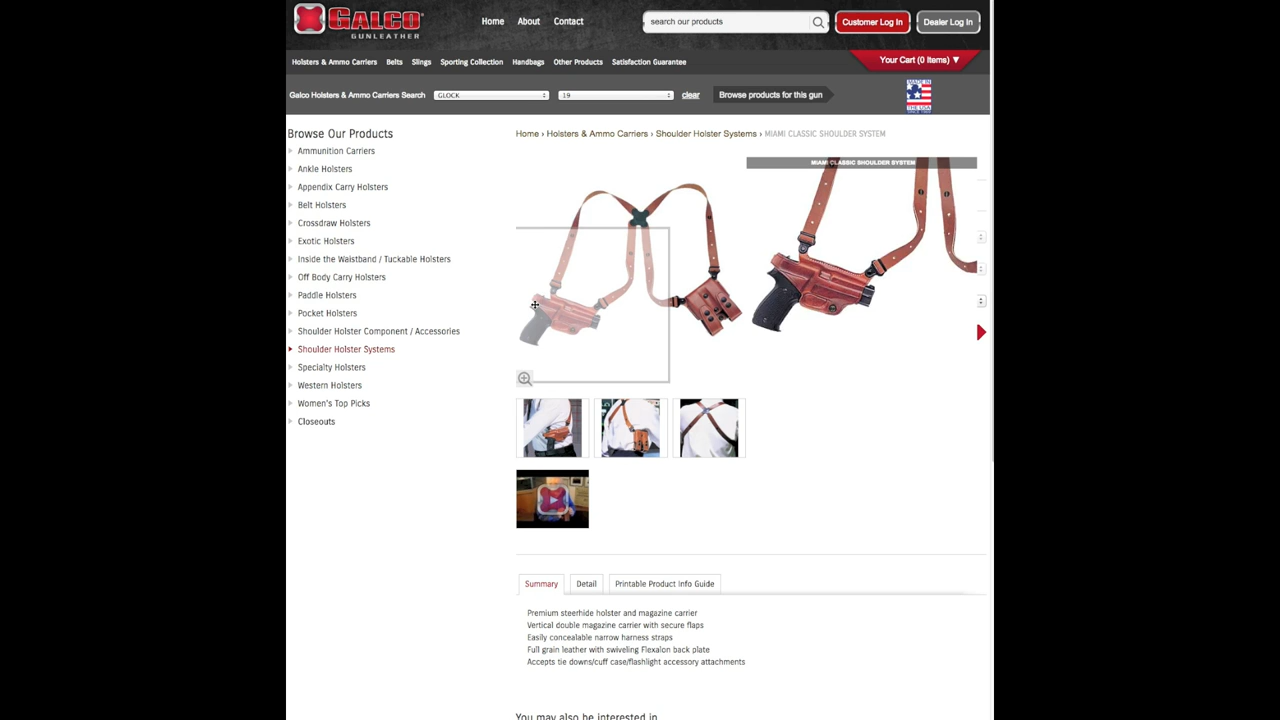 GALCO
GUNLEATHER
Home
About
Contact
search our products
Customer Log In
Dealer Log In
Holsters & Ammo Carriers
Belts
Slings
Sporting Collection
Handbags
Other Products
Satisfaction Guarantee
Your Cart (0 Items) ▼
Galco Holsters & Ammo Carriers Search
GLOCK
19
clear
Browse products for this gun
MADE IN
THE USA
Browse Our Products
Ammunition Carriers
Ankle Holsters
Appendix Carry Holsters
Belt Holsters
Crossdraw Holsters
Exotic Holsters
Inside the Waistband / Tuckable Holsters
Off Body Carry Holsters
Paddle Holsters
Pocket Holsters
Shoulder Holster Component / Accessories
Shoulder Holster Systems
Specialty Holsters
Western Holsters
Women's Top Picks
Closeouts
Home › Holsters & Ammo Carriers › Shoulder Holster Systems › MIAMI CLASSIC SHOULDER SYSTEM
MIAMI CLASSIC SHOULDER SYSTEM
Summary
Detail
Printable Product Info Guide
Premium steerhide holster and magazine carrier
Vertical double magazine carrier with secure flaps
Easily concealable narrow harness straps
Full grain leather with swiveling Flexalon back plate
Accepts tie downs/cuff case/flashlight accessory attachments
You may also be interested in